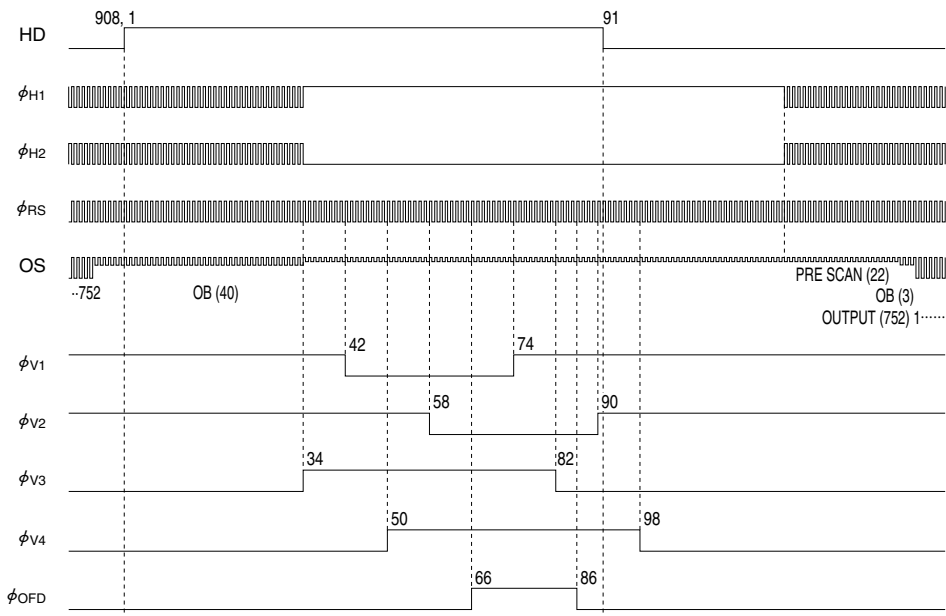 908, 1
91
HD
ϕH1
ϕH2
ϕRS
OS
··752
OB (40)
PRE SCAN (22)
OB (3)
OUTPUT (752) 1······
ϕV1
42
74
ϕV2
58
90
ϕV3
34
82
ϕV4
50
98
ϕOFD
66
86